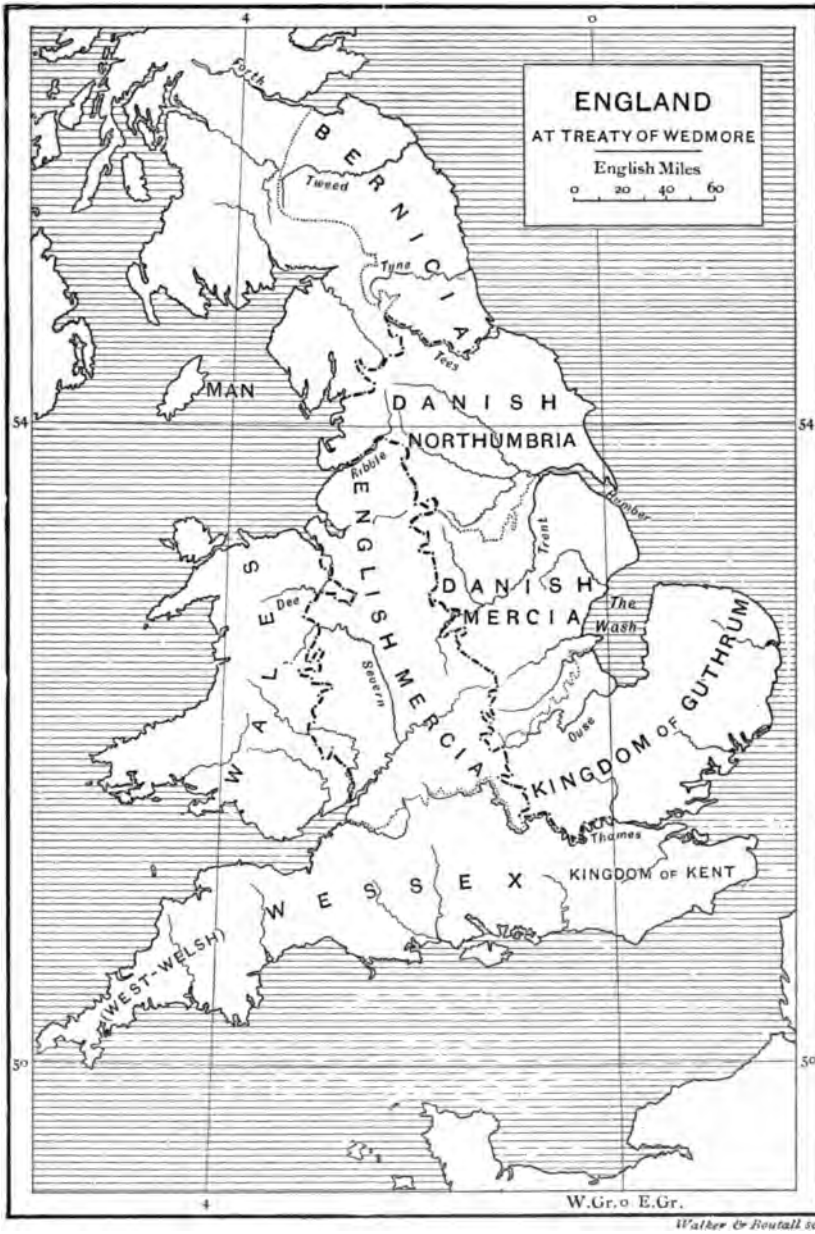 4 0
ENGLAND
AT TREATY OF WEDMORE
English Miles
0 20 40 60
Forth
BERNICIA
Tweed
Tyne
Tees
MAN
DANISH
NORTHUMBRIA
54 54
Ribble
Humber
ENGLISH MERCIA
Trent
DANISH
MERCIA
The
Wash
Dee
WALES
Severn
Ouse
KINGDOM OF GUTHRUM
Thames
KINGDOM OF KENT
WESSEX
(WEST-WELSH)
50 50
4 W.Gr. 0 E.Gr.
Walker & Boutall sc